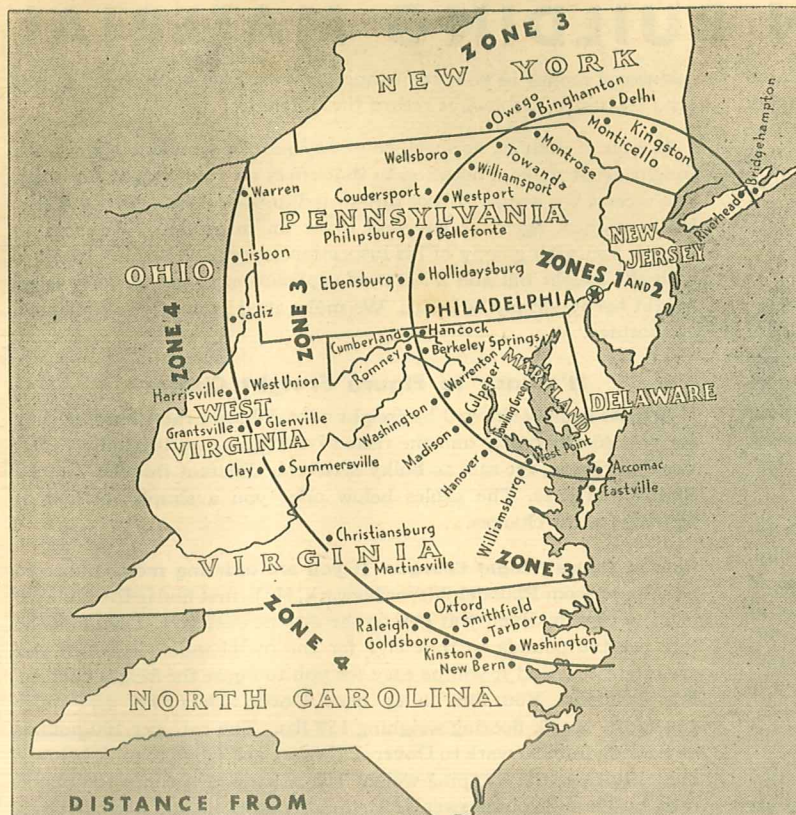 ZONE 3
NEW YORK
Owego
Binghamton
Delhi
Kingston
Monticello
Bridgehampton
Riverhead
Wellsboro
Towanda
Montrose
Williamsport
Warren
Coudersport
Westport
PENNSYLVANIA
Philipsburg
Bellefonte
NEW
JERSEY
Lisbon
OHIO
ZONE 3
Ebensburg
Hollidaysburg
ZONES 1 AND 2
PHILADELPHIA
ZONE 4
Cadiz
Cumberland
Hancock
Romney
Berkeley Springs
MARYLAND
DELAWARE
Harrisville
West Union
WEST
VIRGINIA
Grantsville
Glenville
Washington
Warrenton
Culpeper
Bowling Green
Madison
Hanover
West Point
Clay
Summersville
Accomac
Eastville
Williamsburg
Christiansburg
VIRGINIA
Martinsville
ZONE 3
ZONE 4
Oxford
Smithfield
Raleigh
Tarboro
Goldsboro
Kinston
Washington
New Bern
NORTH CAROLINA
DISTANCE FROM